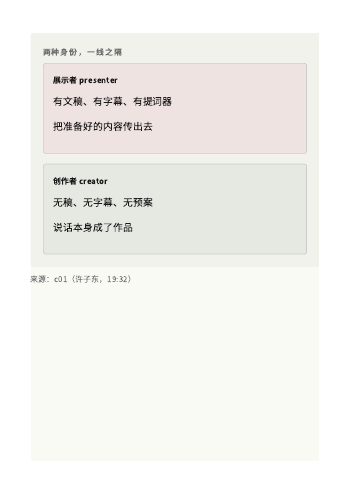 两种身份，一线之隔
展示者 presenter
有文稿、有字幕、有提词器
把准备好的内容传出去
创作者 creator
无稿、无字幕、无预案
说话本身成了作品
来源：c01（许子东，19:32）